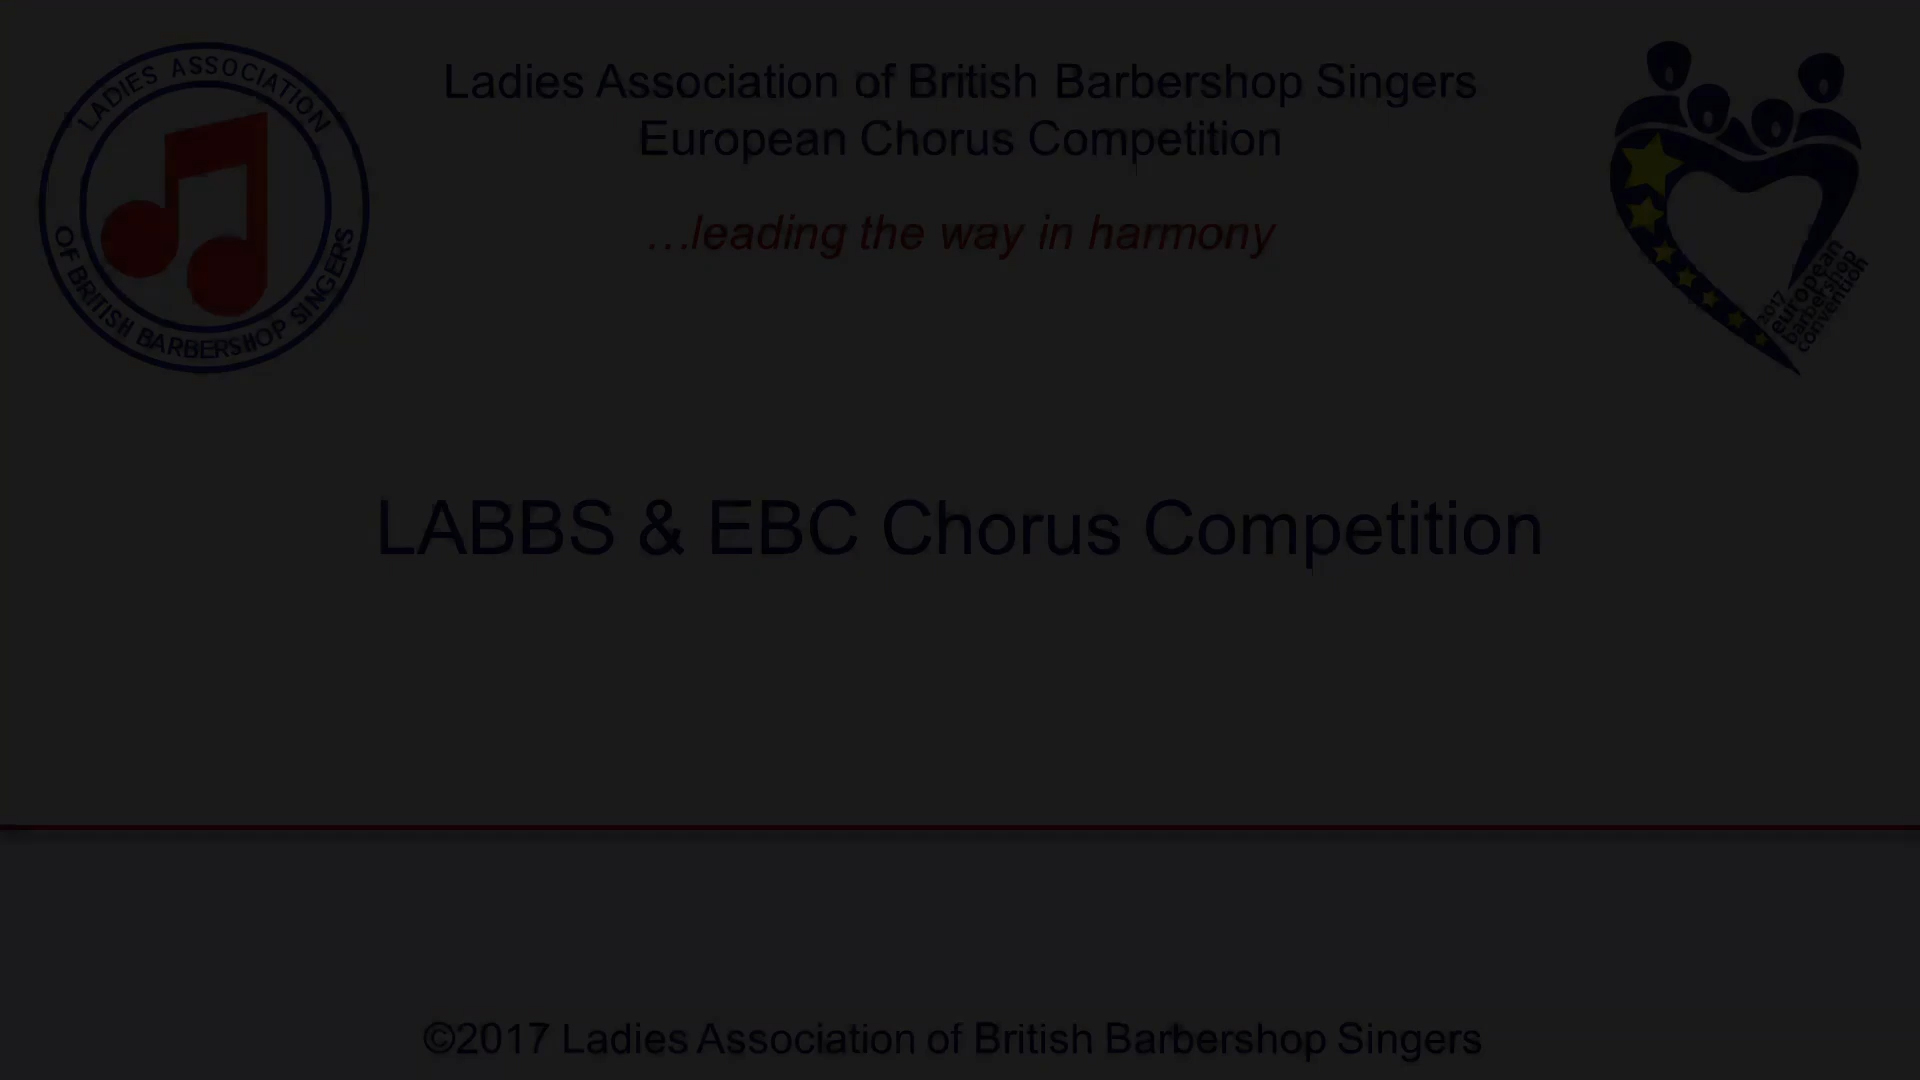 LADIES ASSOCIATION
OF BRITISH BARBERSHOP SINGERS
Ladies Association of British Barbershop Singers
European Chorus Competition
...leading the way in harmony
2017
european
barbershop
convention
LABBS & EBC Chorus Competition
©2017 Ladies Association of British Barbershop Singers